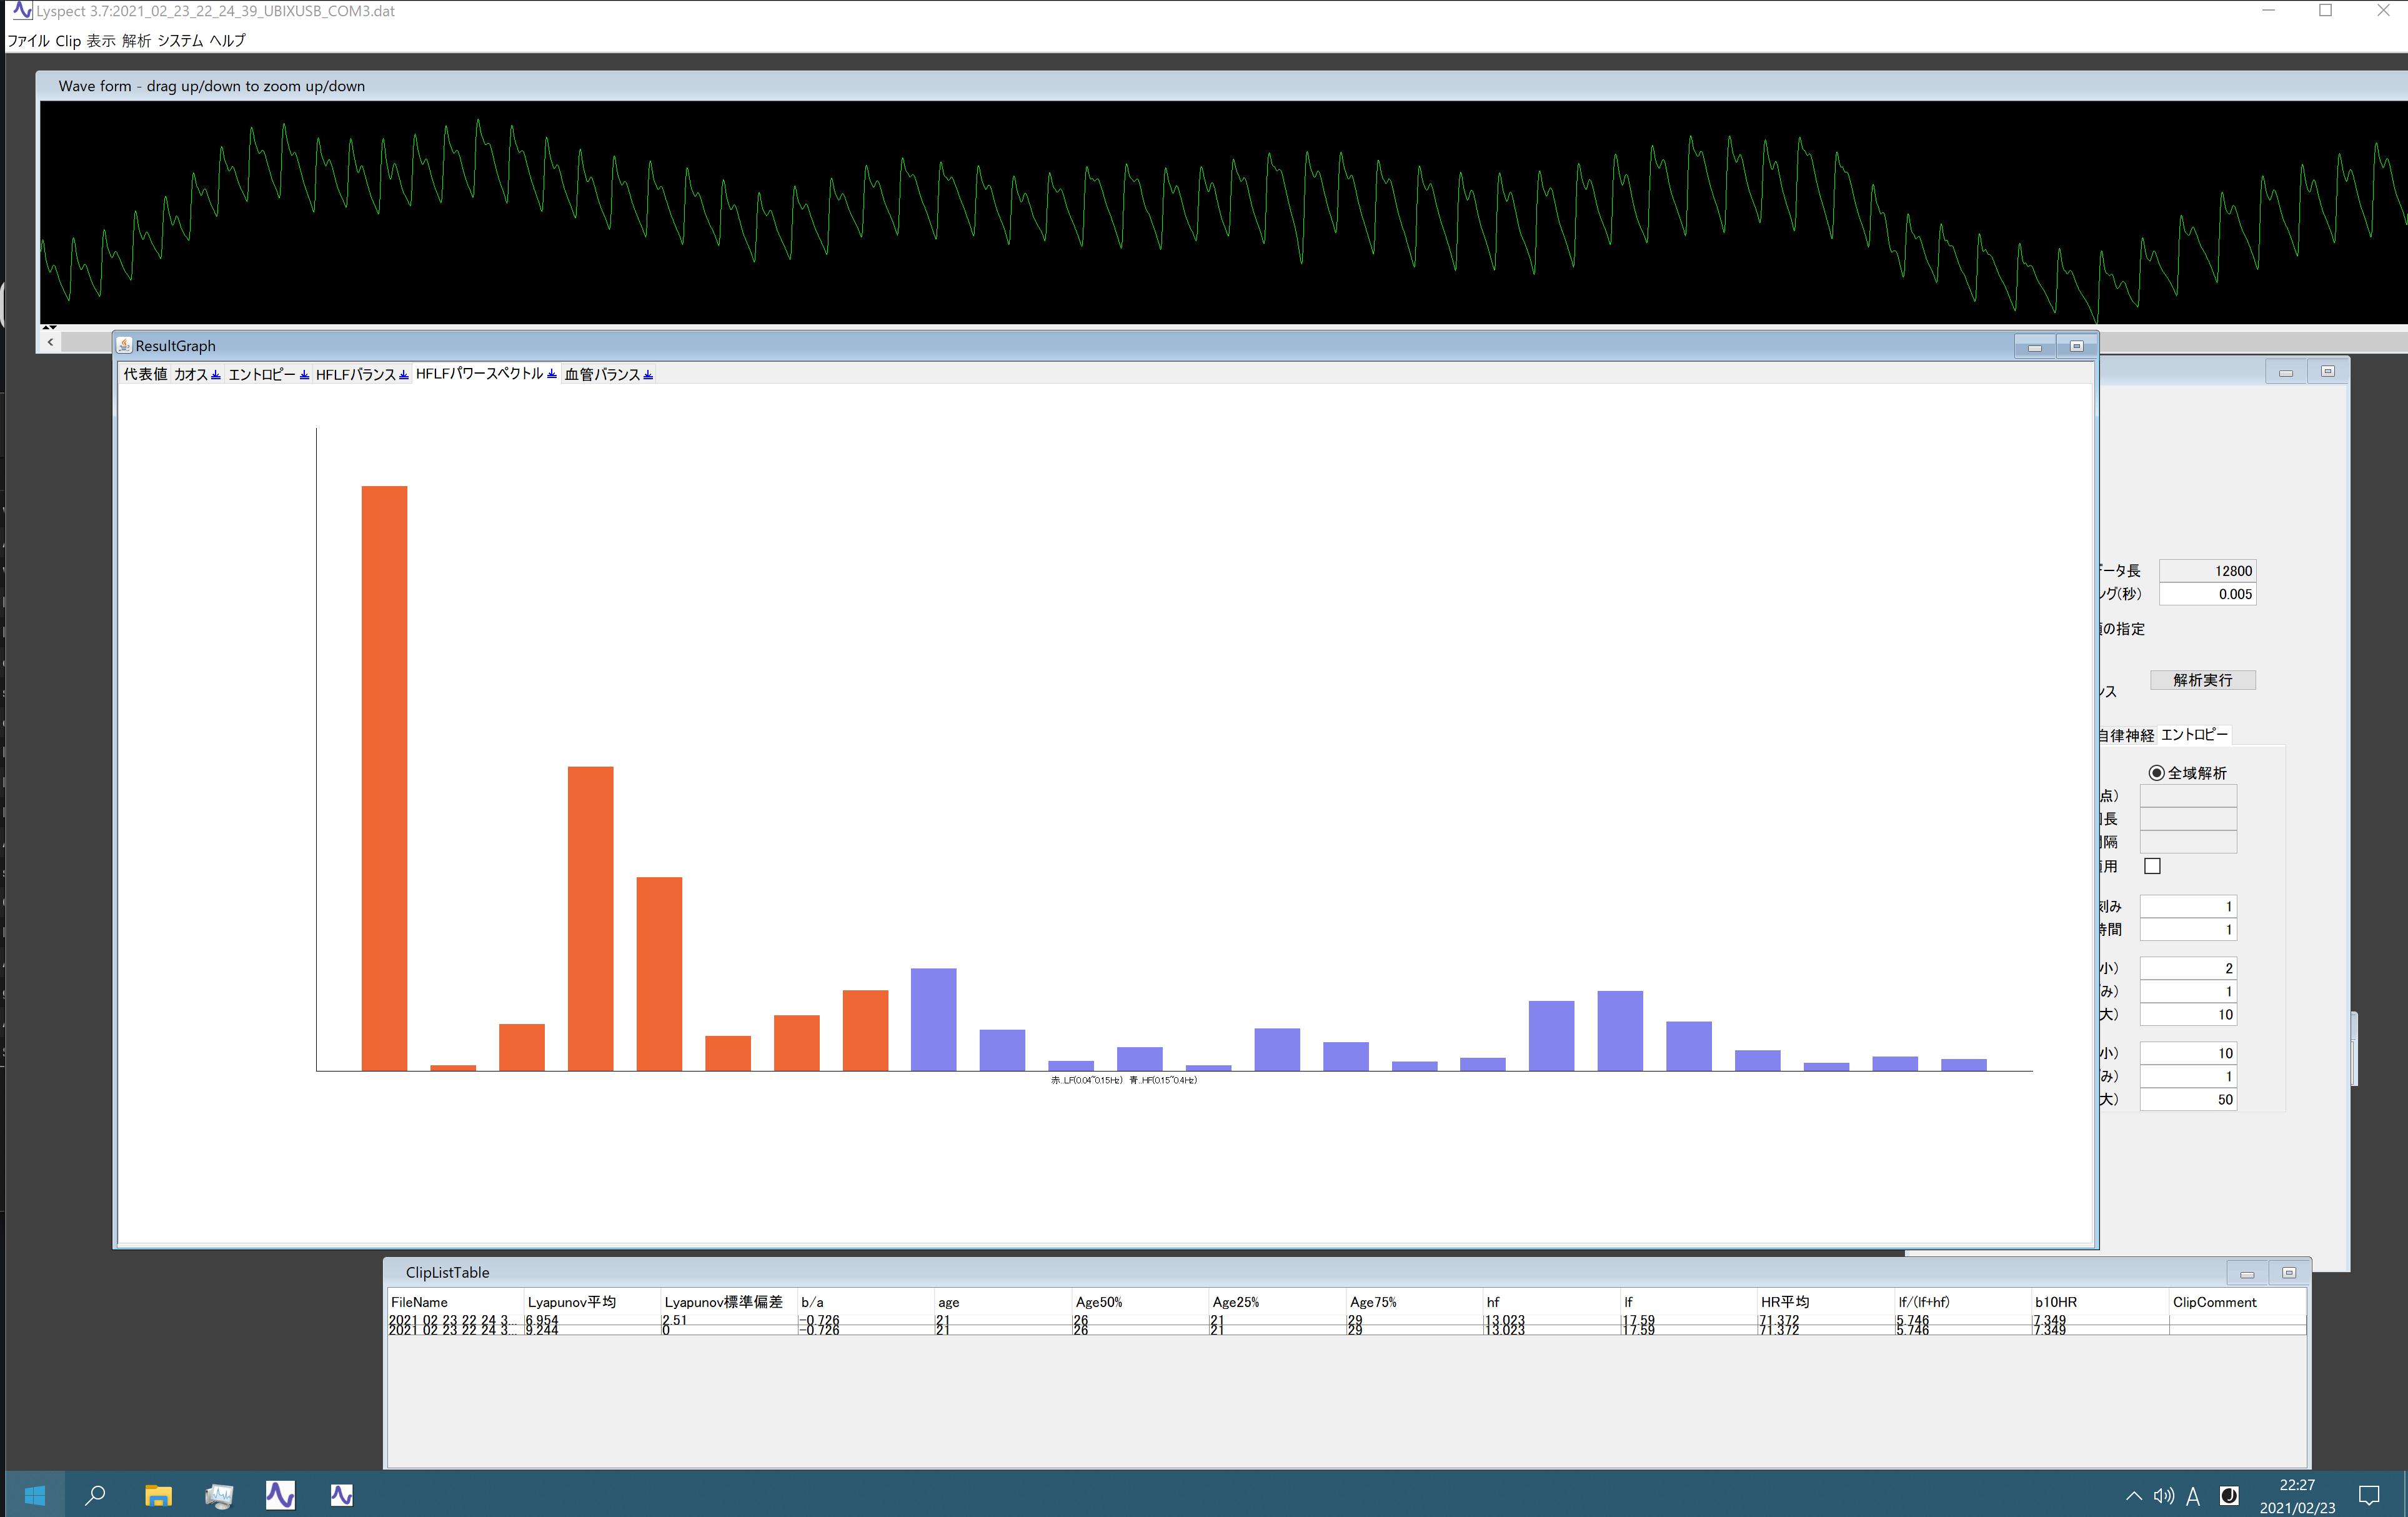 Lyspect 3.7:2021_02_23_22_24_39_UBIXUSB_COM3.dat
ファイル Clip 表示 解析 システム ヘルプ
Wave form - drag up/down to zoom up/down
ResultGraph
代表値 カオス エントロピー HFLFバランス HFLFパワースペクトル 血管バランス
赤..LF(0.04~0.15Hz) 青..HF(0.15~0.4Hz)
ータ長 12800
ング(秒) 0.005
の指定
ンス 解析実行
自律神経 エントロピー
全域解析
点)
長
隔
用
刻み 1
時間 1
小) 2
み) 1
大) 10
小) 10
み) 1
大) 50
ClipListTable
FileName Lyapunov平均 Lyapunov標準偏差 b/a age Age50% Age25% Age75% hf lf HR平均 lf/(lf+hf) b10HR ClipComment
2021_02_23_22_24_3... 6.954 2.51 -0.726 21 26 21 29 13.023 17.59 71.372 5.746 7.349
2021_02_23_22_24_3... 9.244 0 -0.726 21 26 21 29 13.023 17.59 71.372 5.746 7.349
A
22:27
2021/02/23